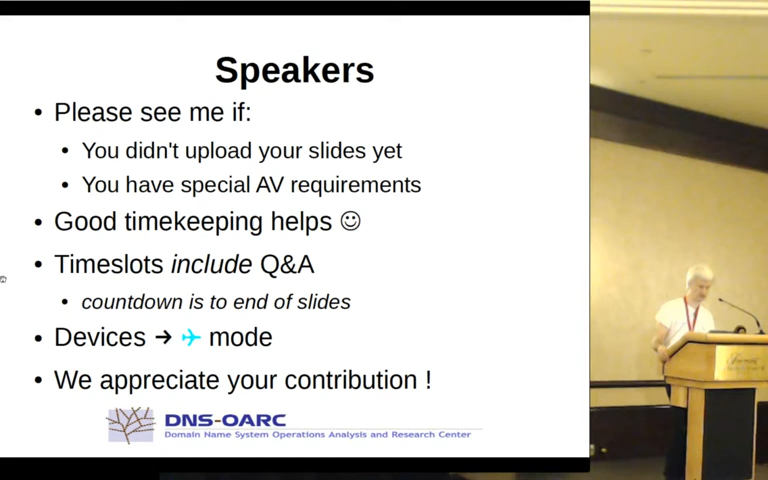 Speakers
• Please see me if:
• You didn't upload your slides yet
• You have special AV requirements
• Good timekeeping helps ☺
• Timeslots include Q&A
• countdown is to end of slides
• Devices → ✈ mode
• We appreciate your contribution !
DNS-OARC
Domain Name System Operations Analysis and Research Center